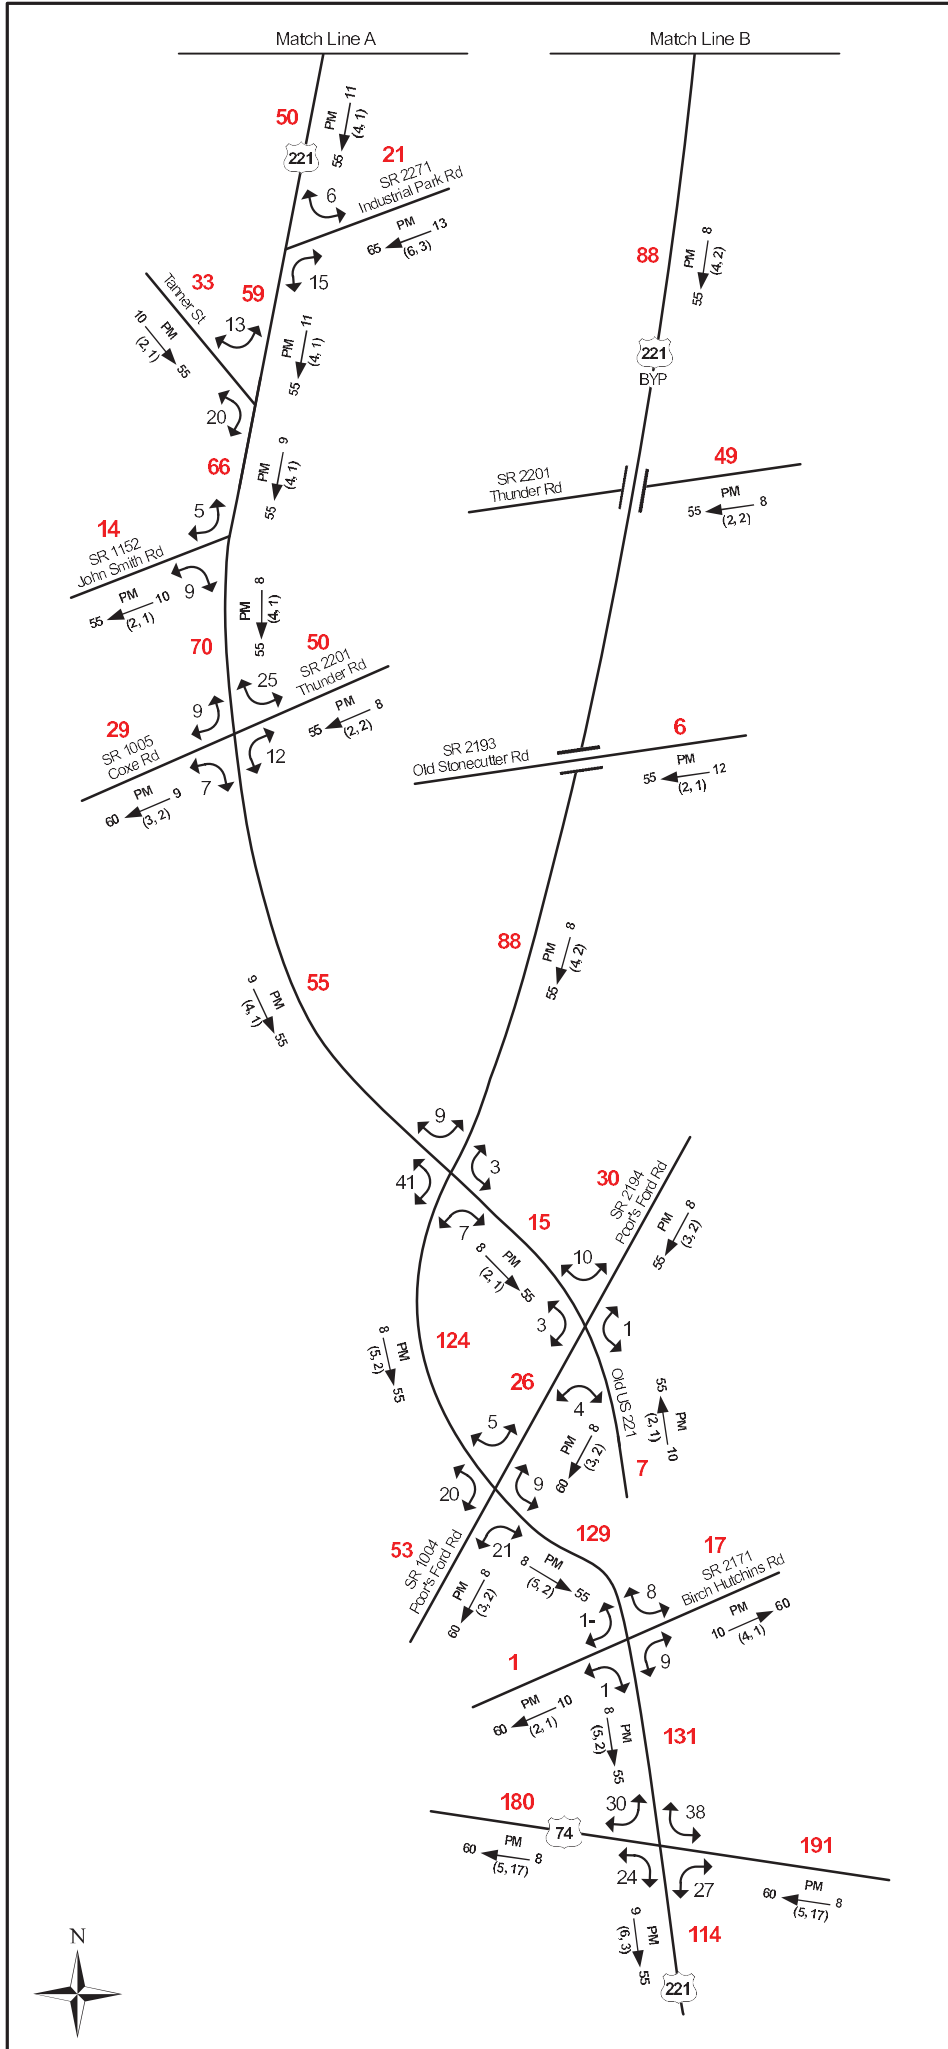 Match Line A
Match Line B
50
PM
11
(4, 1)
55
221
21
SR 2271
Industrial Park Rd
6
PM
13
65
(6, 3)
15
88
PM
8
(4, 2)
55
33
Tanner St
59
13
10
PM
(2, 1)
55
PM
11
(4, 1)
55
221
BYP
20
66
PM
9
(4, 1)
55
49
SR 2201
Thunder Rd
PM
8
55
(2, 2)
5
14
SR 1152
John Smith Rd
9
PM
10
55
(2, 1)
PM
8
(4, 1)
55
70
50
SR 2201
Thunder Rd
25
PM
8
55
(2, 2)
9
29
SR 1005
Coxe Rd
12
7
PM
9
60
(3, 2)
6
SR 2193
Old Stonecutter Rd
PM
12
55
(2, 1)
88
PM
8
(4, 2)
55
55
9
PM
(4, 1)
55
9
41
3
7
15
8
PM
(2, 1)
55
30
SR 2194
Poor's Ford Rd
PM
8
(3, 2)
55
10
3
1
4
124
8
PM
(5, 2)
55
26
PM
8
(3, 2)
60
Old US 221
55
PM
(2, 1)
10
7
5
20
9
21
53
SR 1004
Poor's Ford Rd
PM
8
(3, 2)
60
129
8
PM
(5, 2)
55
17
SR 2171
Birch Hutchins Rd
8
PM
10
60
(4, 1)
1-
9
1
1
PM
10
60
(2, 1)
8
PM
(5, 2)
55
131
180
30
38
74
191
PM
60
8
(5, 17)
24
27
PM
60
8
(5, 17)
9
PM
(6, 3)
55
114
221
N